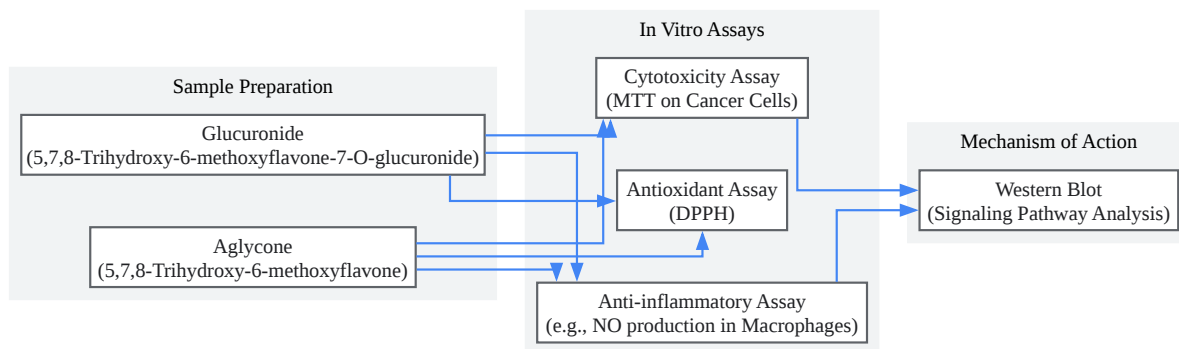 Sample Preparation
Glucuronide
(5,7,8-Trihydroxy-6-methoxyflavone-7-O-glucuronide)
Aglycone
(5,7,8-Trihydroxy-6-methoxyflavone)
In Vitro Assays
Cytotoxicity Assay
(MTT on Cancer Cells)
Antioxidant Assay
(DPPH)
Anti-inflammatory Assay
(e.g., NO production in Macrophages)
Mechanism of Action
Western Blot
(Signaling Pathway Analysis)